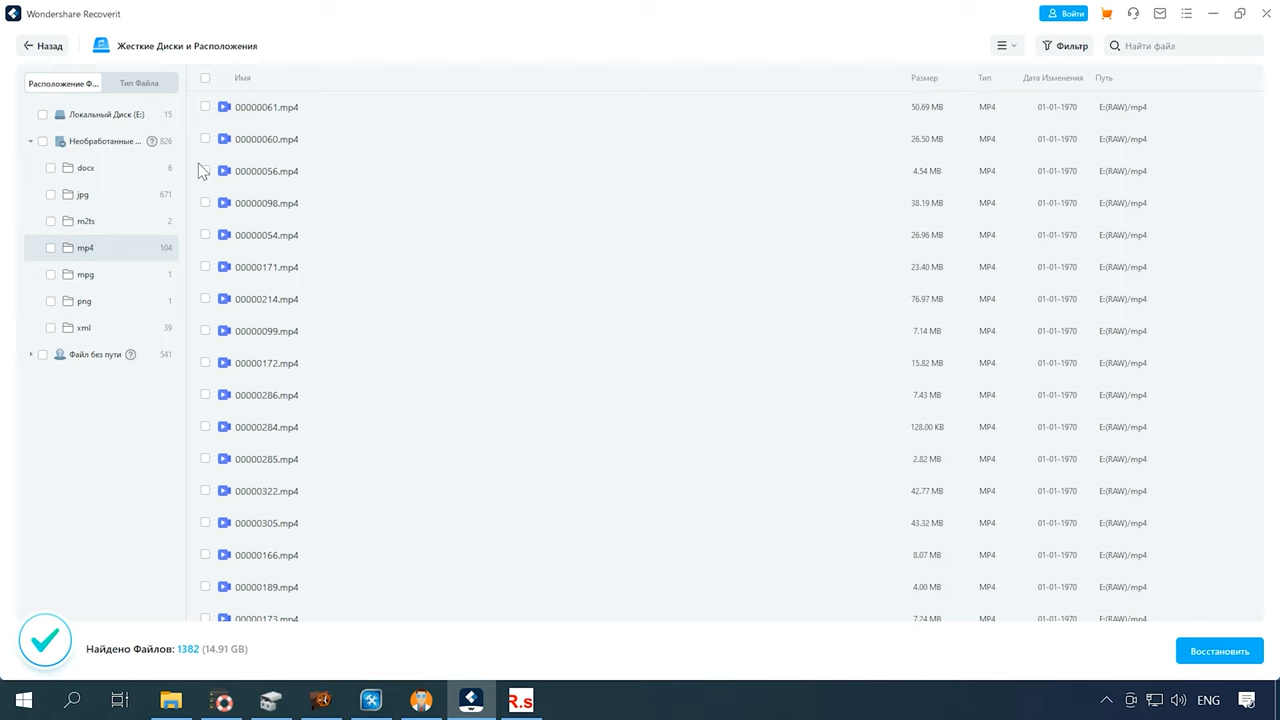 Wondershare Recoverit
Войти
Назад
Жесткие Диски и Расположения
Фильтр
Найти файл
Расположение Ф...
Тип Файла
Имя
Размер
Тип
Дата Изменения
Путь
Локальный Диск (E:) 15
Необработанные ... 826
docx 6
jpg 671
m2ts 2
mp4 104
mpg 1
png 1
xml 39
Файл без пути 541
00000061.mp4 50.69 MB MP4 01-01-1970 E:(RAW)/mp4
00000060.mp4 26.50 MB MP4 01-01-1970 E:(RAW)/mp4
00000056.mp4 4.54 MB MP4 01-01-1970 E:(RAW)/mp4
00000098.mp4 38.19 MB MP4 01-01-1970 E:(RAW)/mp4
00000054.mp4 26.96 MB MP4 01-01-1970 E:(RAW)/mp4
00000171.mp4 23.40 MB MP4 01-01-1970 E:(RAW)/mp4
00000214.mp4 76.97 MB MP4 01-01-1970 E:(RAW)/mp4
00000099.mp4 7.14 MB MP4 01-01-1970 E:(RAW)/mp4
00000172.mp4 15.82 MB MP4 01-01-1970 E:(RAW)/mp4
00000286.mp4 7.43 MB MP4 01-01-1970 E:(RAW)/mp4
00000284.mp4 128.00 KB MP4 01-01-1970 E:(RAW)/mp4
00000285.mp4 2.82 MB MP4 01-01-1970 E:(RAW)/mp4
00000322.mp4 42.77 MB MP4 01-01-1970 E:(RAW)/mp4
00000305.mp4 43.32 MB MP4 01-01-1970 E:(RAW)/mp4
00000166.mp4 8.07 MB MP4 01-01-1970 E:(RAW)/mp4
00000189.mp4 4.00 MB MP4 01-01-1970 E:(RAW)/mp4
00000173.mp4 7.24 MB MP4 01-01-1970 E:(RAW)/mp4
Найдено Файлов: 1382 (14.91 GB)
Восстановить
R.s
ENG